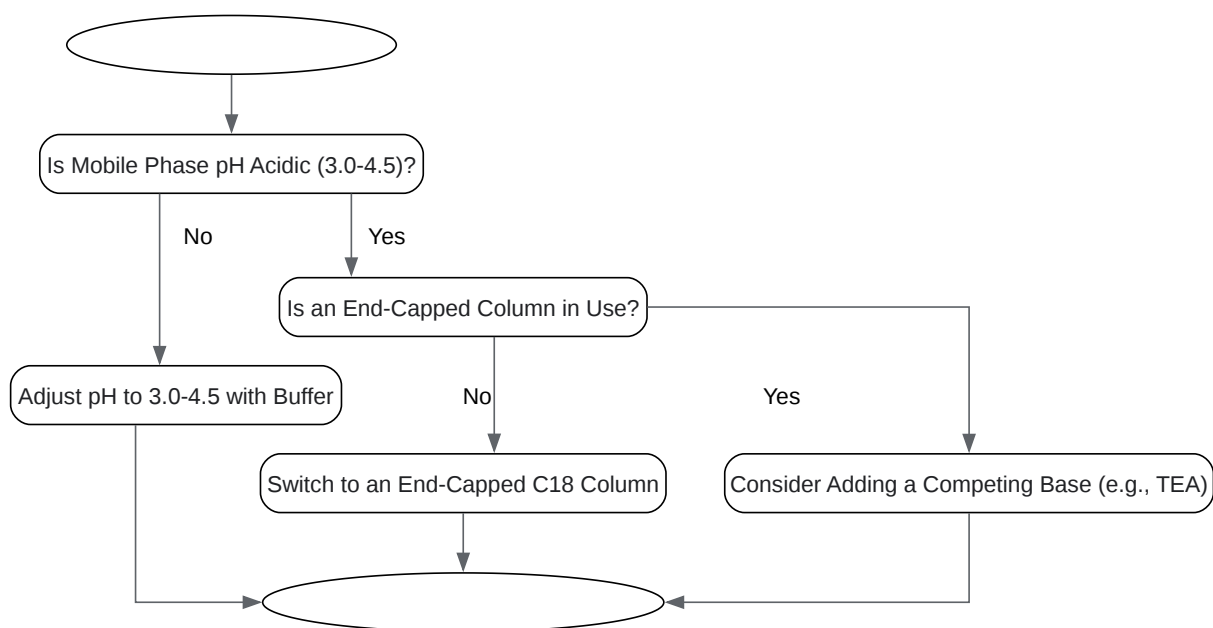 Is Mobile Phase pH Acidic (3.0-4.5)?
No
Yes
Is an End-Capped Column in Use?
Adjust pH to 3.0-4.5 with Buffer
No
Yes
Switch to an End-Capped C18 Column
Consider Adding a Competing Base (e.g., TEA)